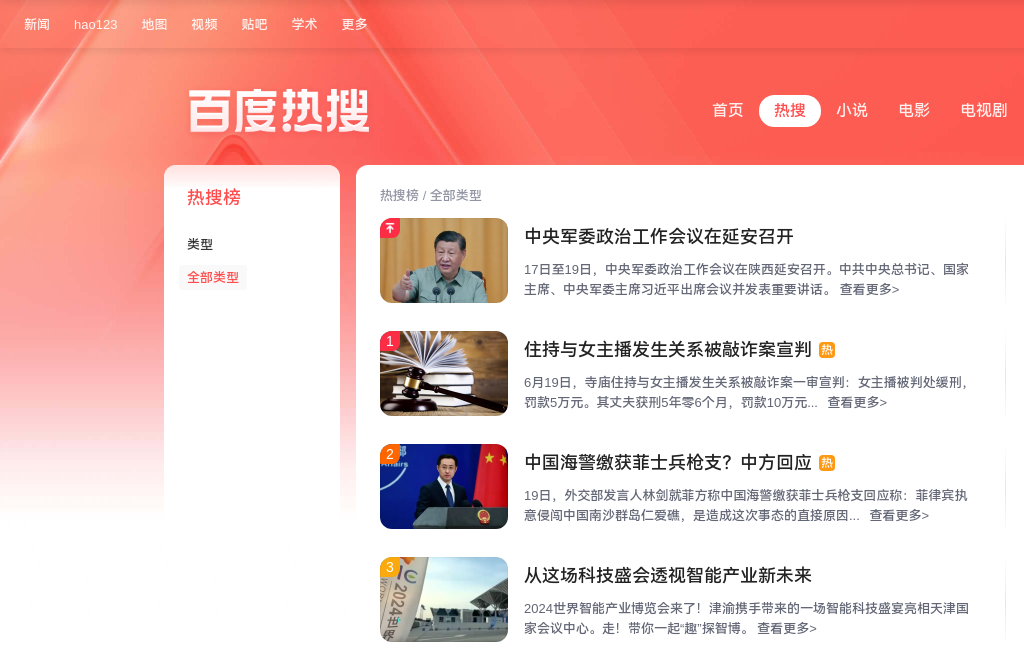 新闻 hao123 地图 视频 贴吧 学术 更多
百度热搜
首页 热搜 小说 电影 电视剧
热搜榜
类型
全部类型
热搜榜 / 全部类型
中央军委政治工作会议在延安召开
17日至19日，中央军委政治工作会议在陕西延安召开。中共中央总书记、国家
主席、中央军委主席习近平出席会议并发表重要讲话。 查看更多>
1
住持与女主播发生关系被敲诈案宣判 热
6月19日，寺庙住持与女主播发生关系被敲诈案一审宣判：女主播被判处缓刑，
罚款5万元。其丈夫获刑5年零6个月，罚款10万元... 查看更多>
2
中国海警缴获菲士兵枪支？中方回应 热
19日，外交部发言人林剑就菲方称中国海警缴获菲士兵枪支回应称：菲律宾执
意侵闯中国南沙群岛仁爱礁，是造成这次事态的直接原因... 查看更多>
3
从这场科技盛会透视智能产业新未来
2024世界智能产业博览会来了！津渝携手带来的一场智能科技盛宴亮相天津国
家会议中心。走！带你一起“趣”探智博。 查看更多>
2024世界